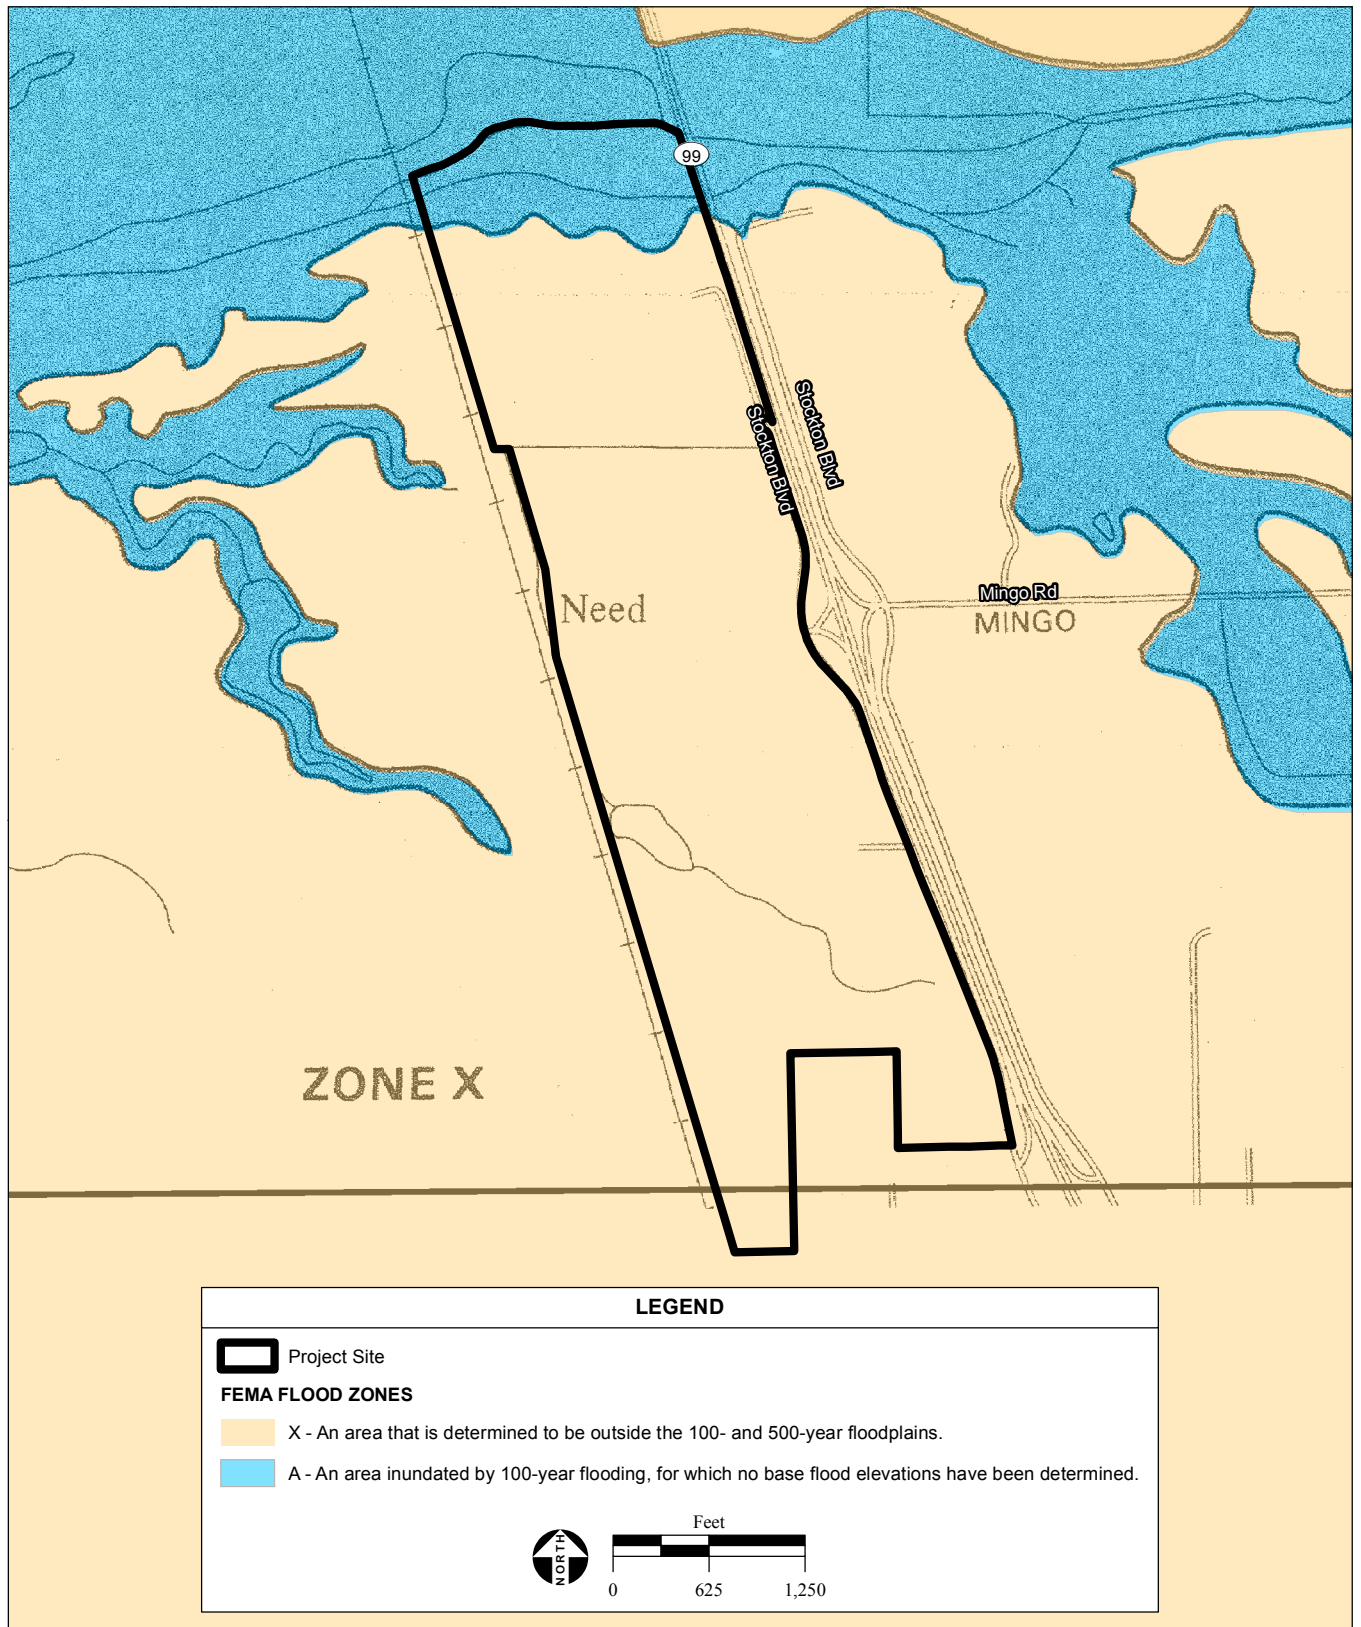 99
Stockton Blvd
Stockton Blvd
Need
Mingo Rd
MINGO
ZONE X
LEGEND
Project Site
FEMA FLOOD ZONES
X - An area that is determined to be outside the 100- and 500-year floodplains.
A - An area inundated by 100-year flooding, for which no base flood elevations have been determined.
NORTH
Feet
0 625 1,250